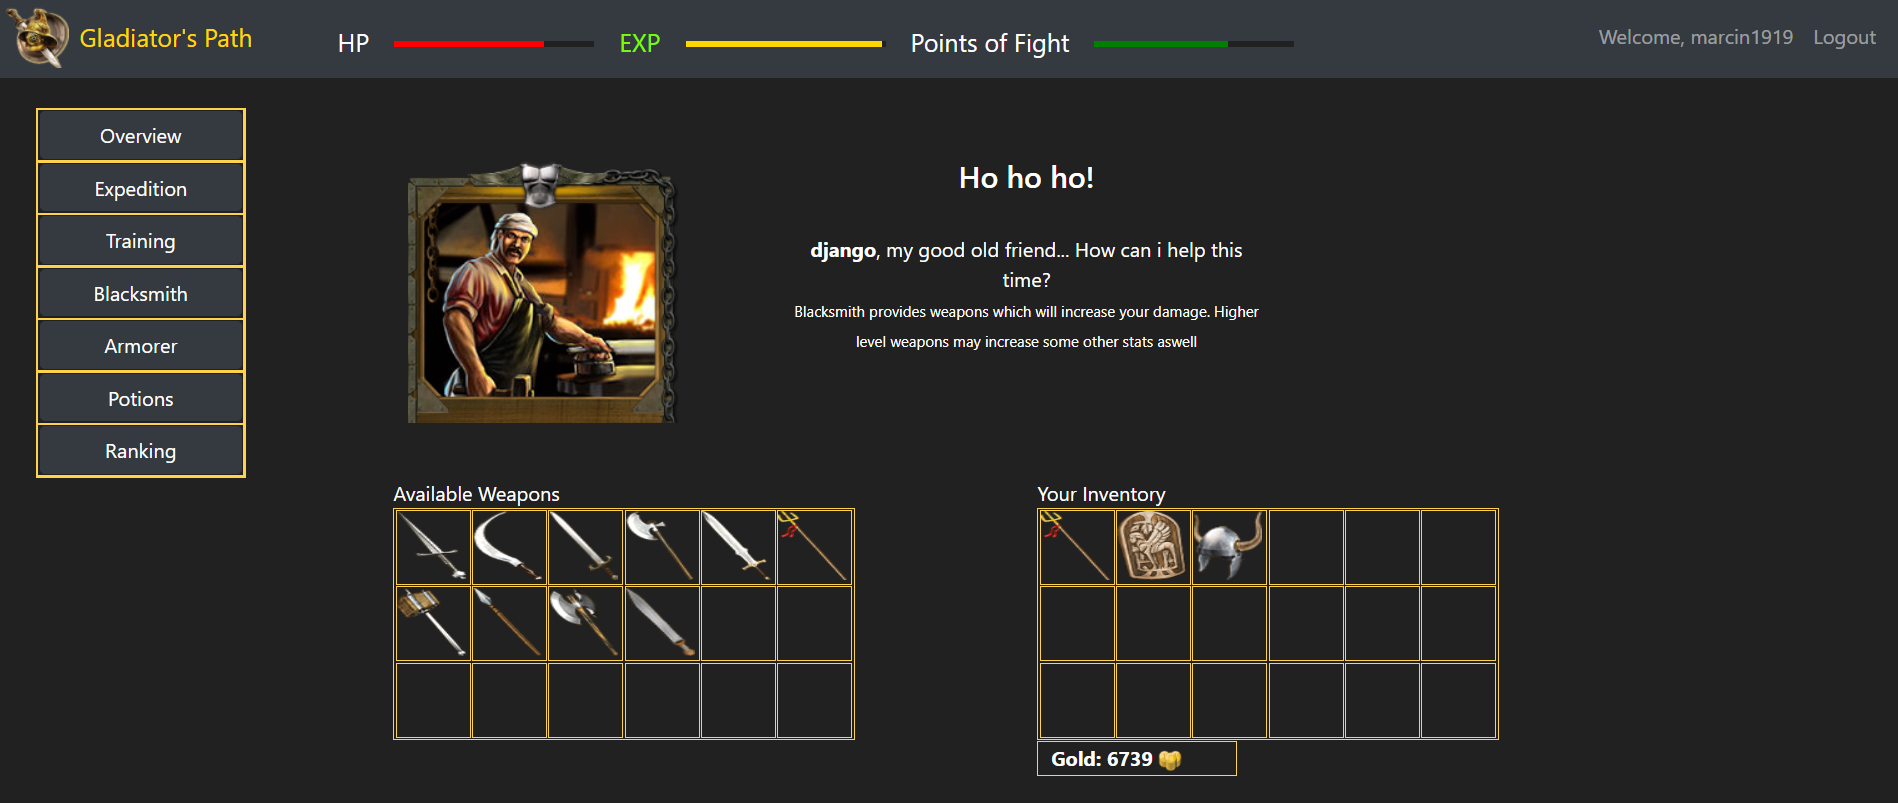 Gladiator's Path
HP
EXP
Points of Fight
Welcome, marcin1919
Logout
Overview
Expedition
Training
Blacksmith
Armorer
Potions
Ranking
Ho ho ho!
django, my good old friend... How can i help this
time?
Blacksmith provides weapons which will increase your damage. Higher
level weapons may increase some other stats aswell
Available Weapons
Your Inventory
Gold: 6739